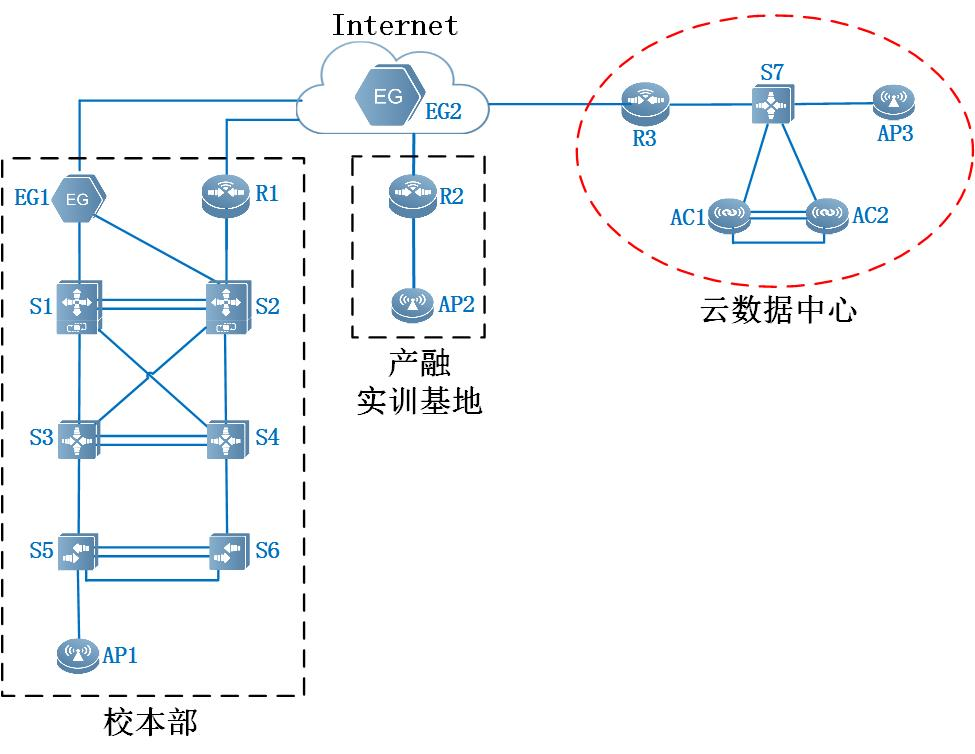 Internet
EG
EG2
S7
R3
AP3
EG1
EG
R1
R2
AC1
AC2
S1
S2
AP2
云数据中心
产融
实训基地
S3
S4
S5
S6
AP1
校本部